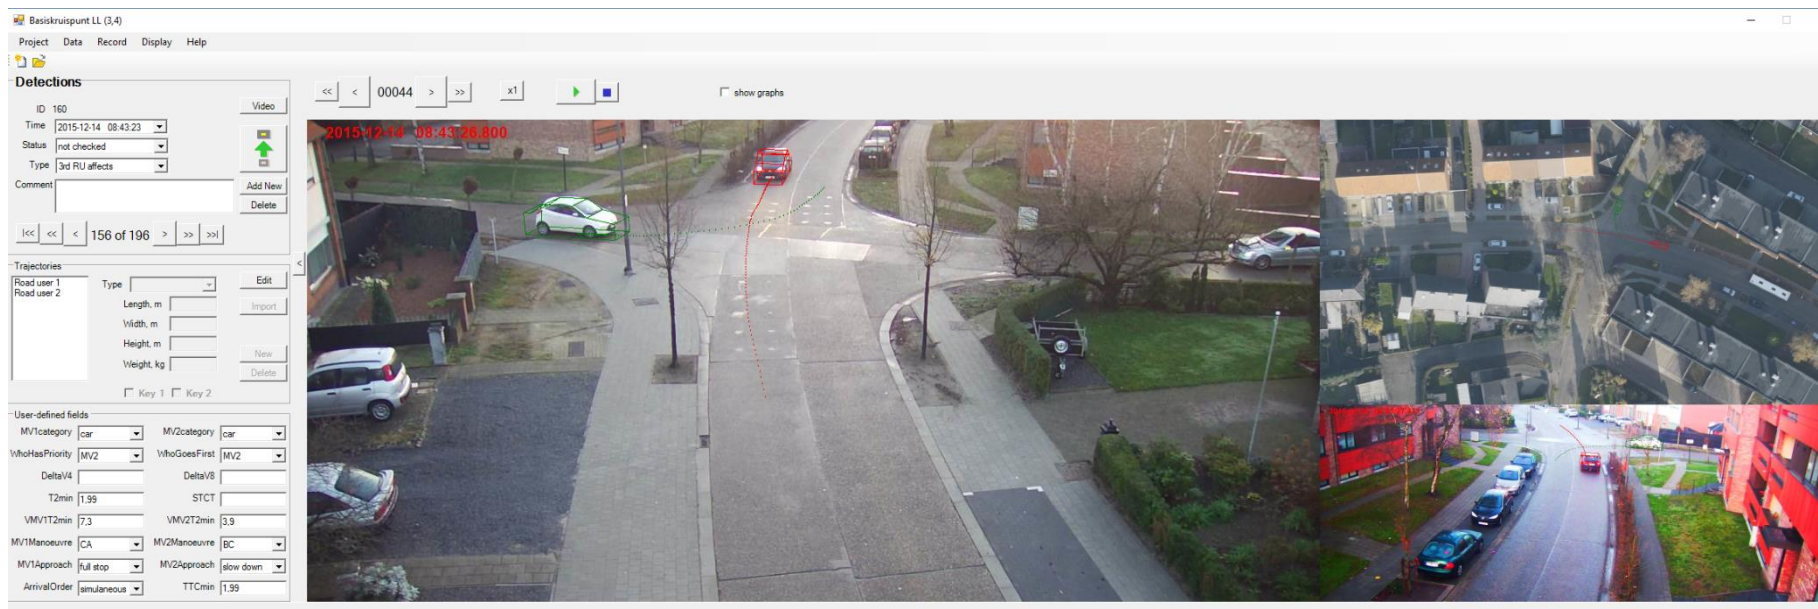 Basiskruispunt LL (3,4)
Project Data Record Display Help
Detections
ID 160
Video
Time 2015-12-14 08:43:23
Status not checked
Type 3rd RU affects
Comment
Add New
Delete
|<< << < 156 of 196 > >> >>|
<< < 00044 > >> x1 show graphs
2015-12-14 08:43:26.800
<
Trajectories
Road user 1
Road user 2
Type
Edit
Length, m
Import
Width, m
Height, m
New
Weight, kg
Delete
Key 1 Key 2
User-defined fields
MV1category car MV2category car
WhoHasPriority MV2 WhoGoesFirst MV2
DeltaV4 DeltaV8
T2min 1,99 STCT
VMV1T2min 7,3 VMV2T2min 3,9
MV1Manoeuvre CA MV2Manoeuvre BC
MV1Approach full stop MV2Approach slow down
ArrivalOrder simulaneous TTCmin 1,99